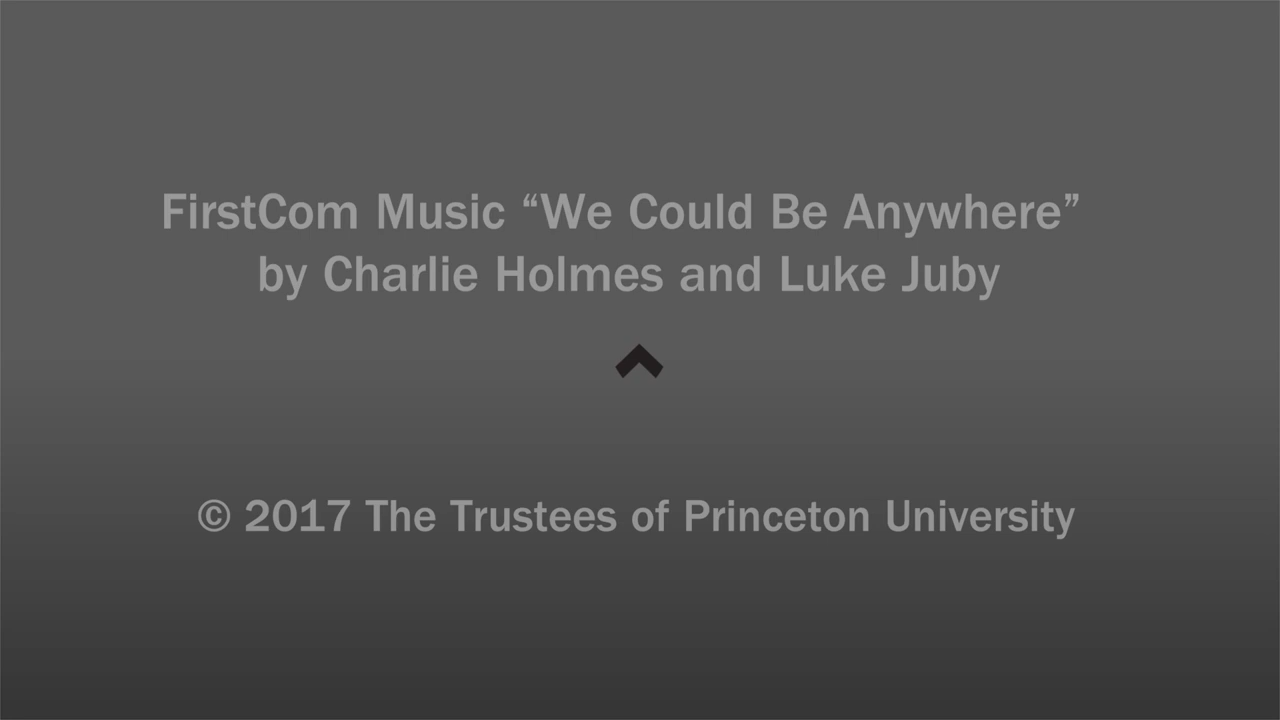 FirstCom Music “We Could Be Anywhere”
by Charlie Holmes and Luke Juby
© 2017 The Trustees of Princeton University